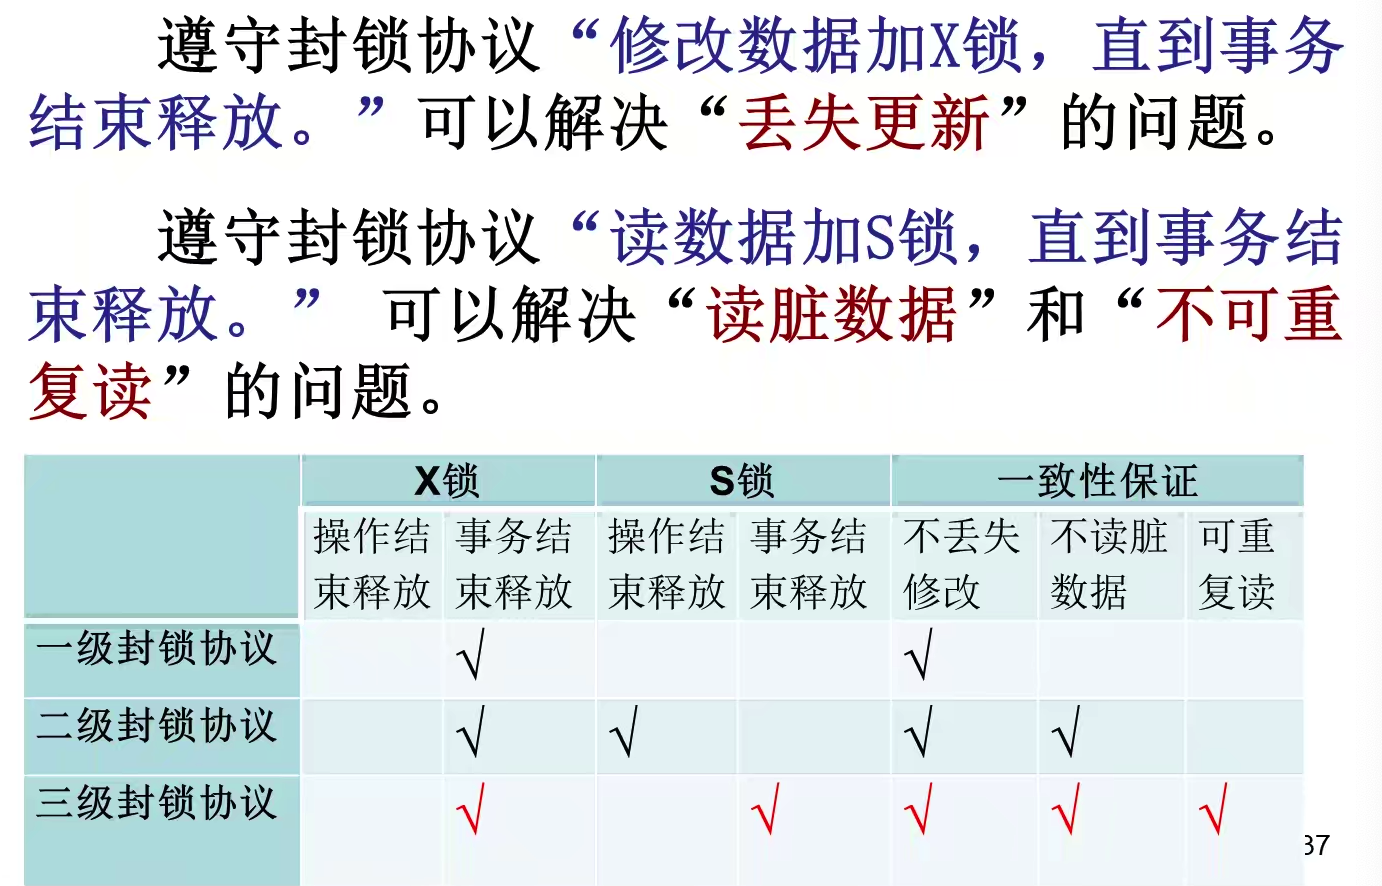 遵守封锁协议“修改数据加X锁，直到事务
结束释放。”可以解决“丢失更新”的问题。
遵守封锁协议“读数据加S锁，直到事务结
束释放。” 可以解决“读脏数据”和“不可重
复读”的问题。
X锁 S锁 一致性保证
操作结 事务结 操作结 事务结 不丢失 不读脏 可重
束释放 束释放 束释放 束释放 修改 数据 复读
一级封锁协议 √ √
二级封锁协议 √ √ √ √
三级封锁协议 √ √ √ √ √
37